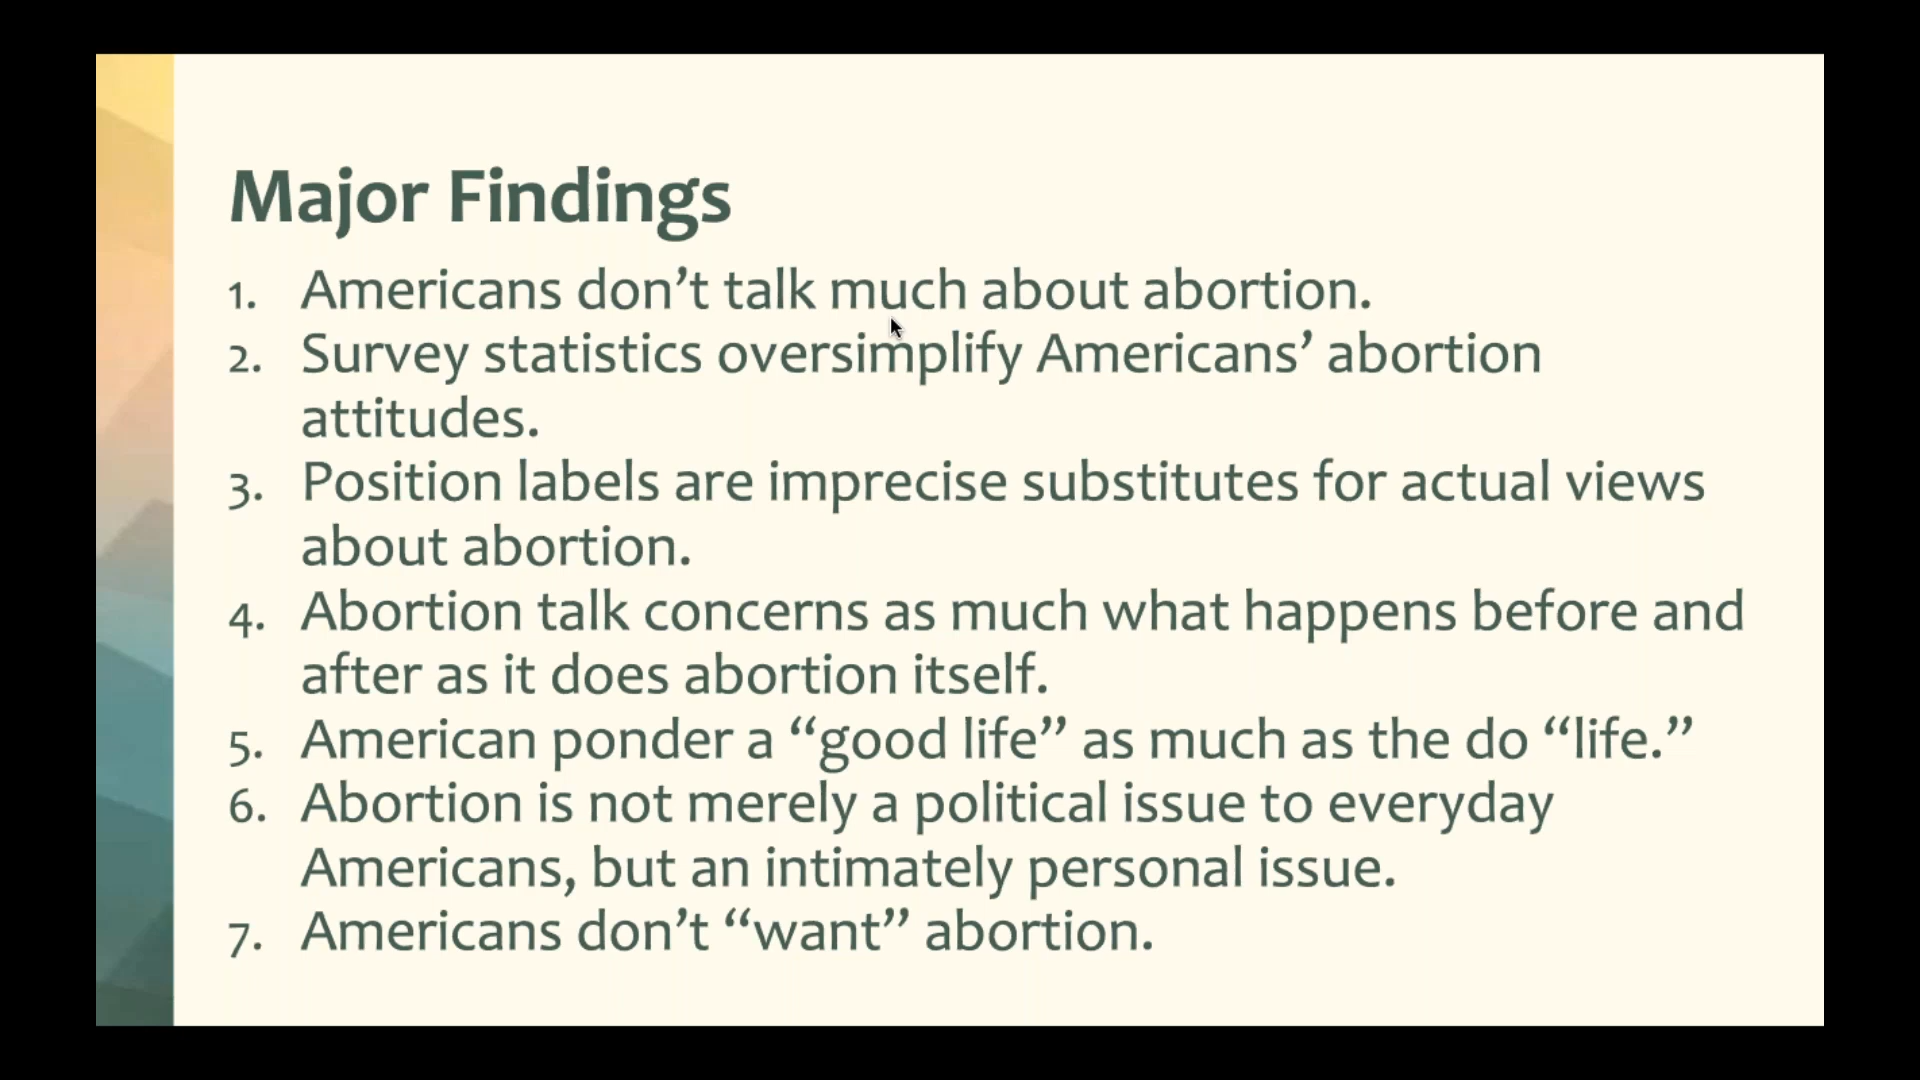 Major Findings
1. Americans don’t talk much about abortion.
2. Survey statistics oversimplify Americans’ abortion
attitudes.
3. Position labels are imprecise substitutes for actual views
about abortion.
4. Abortion talk concerns as much what happens before and
after as it does abortion itself.
5. American ponder a “good life” as much as the do “life.”
6. Abortion is not merely a political issue to everyday
Americans, but an intimately personal issue.
7. Americans don’t “want” abortion.